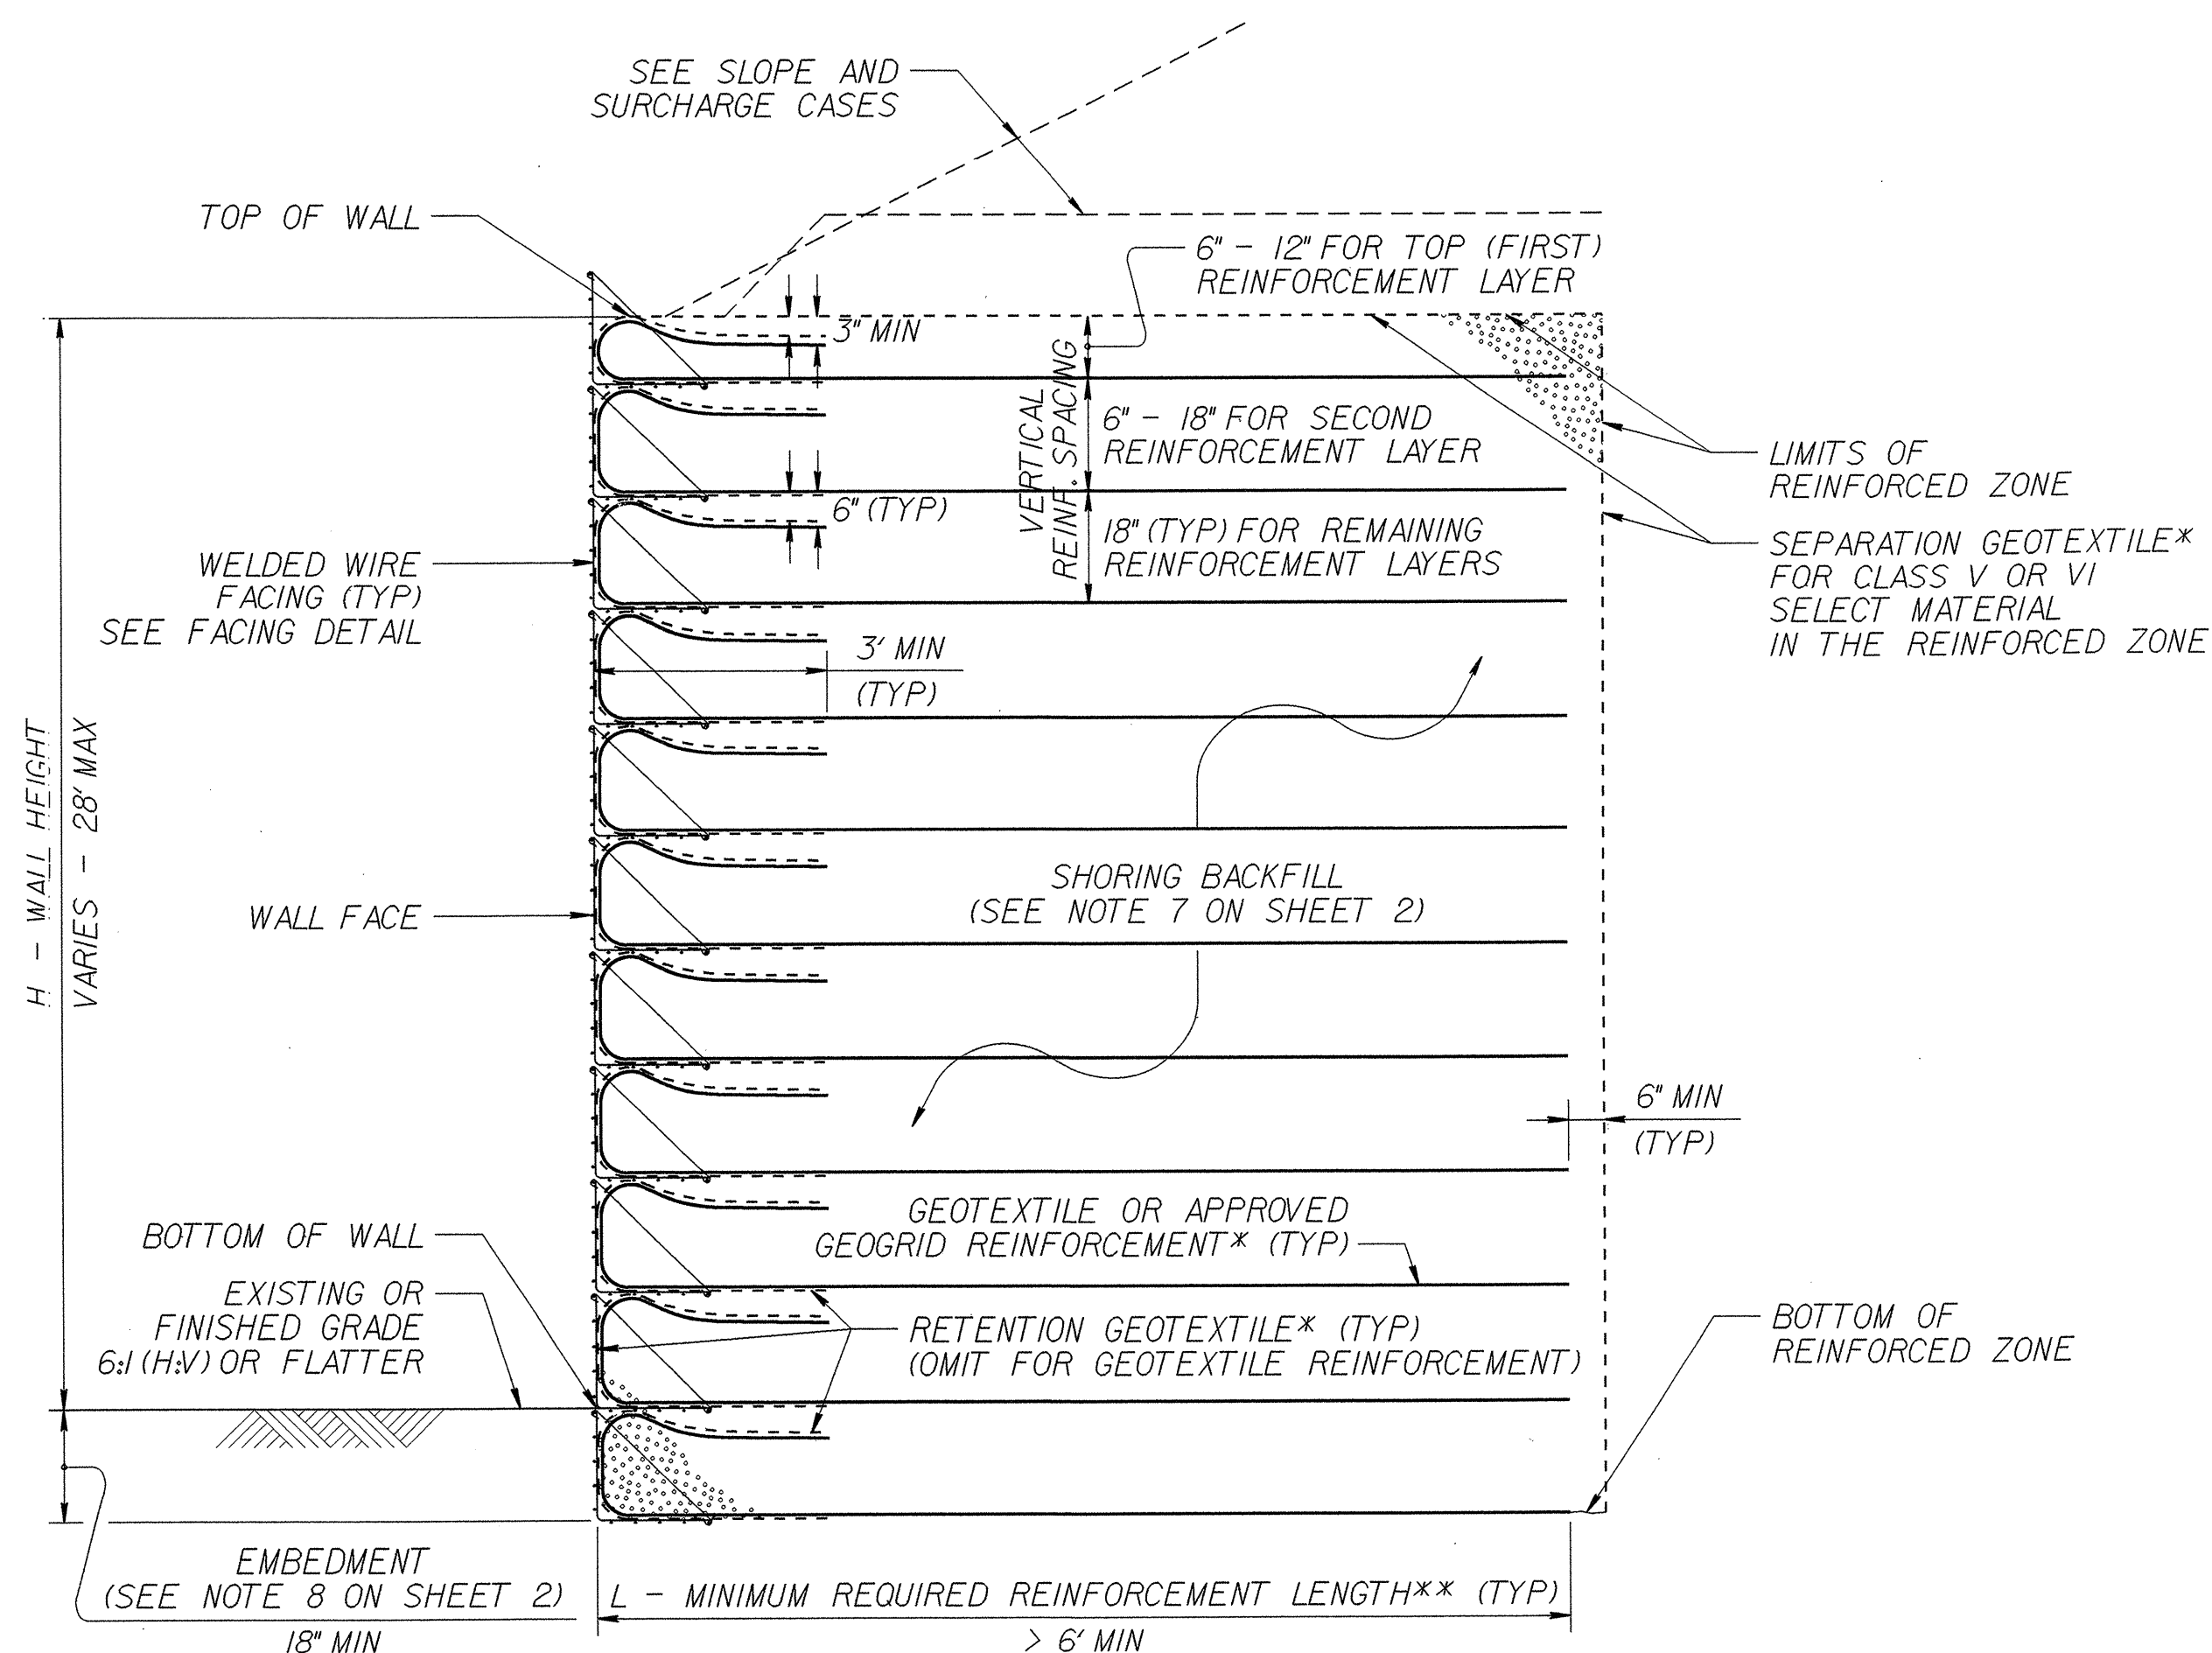 SEE SLOPE AND
SURCHARGE CASES
TOP OF WALL
6" - 12" FOR TOP (FIRST)
REINFORCEMENT LAYER
3" MIN
VERTICAL
REINF. SPACING
6" - 18" FOR SECOND
REINFORCEMENT LAYER
LIMITS OF
REINFORCED ZONE
6" (TYP)
18" (TYP) FOR REMAINING
REINFORCEMENT LAYERS
SEPARATION GEOTEXTILE*
FOR CLASS V OR VI
SELECT MATERIAL
IN THE REINFORCED ZONE
WELDED WIRE
FACING (TYP)
SEE FACING DETAIL
3' MIN
(TYP)
H - WALL HEIGHT
VARIES - 28' MAX
WALL FACE
SHORING BACKFILL
(SEE NOTE 7 ON SHEET 2)
6" MIN
(TYP)
GEOTEXTILE OR APPROVED
GEOGRID REINFORCEMENT* (TYP)
BOTTOM OF WALL
EXISTING OR
FINISHED GRADE
6:1 (H:V) OR FLATTER
RETENTION GEOTEXTILE* (TYP)
(OMIT FOR GEOTEXTILE REINFORCEMENT)
BOTTOM OF
REINFORCED ZONE
EMBEDMENT
(SEE NOTE 8 ON SHEET 2)
18" MIN
L - MINIMUM REQUIRED REINFORCEMENT LENGTH** (TYP)
> 6' MIN